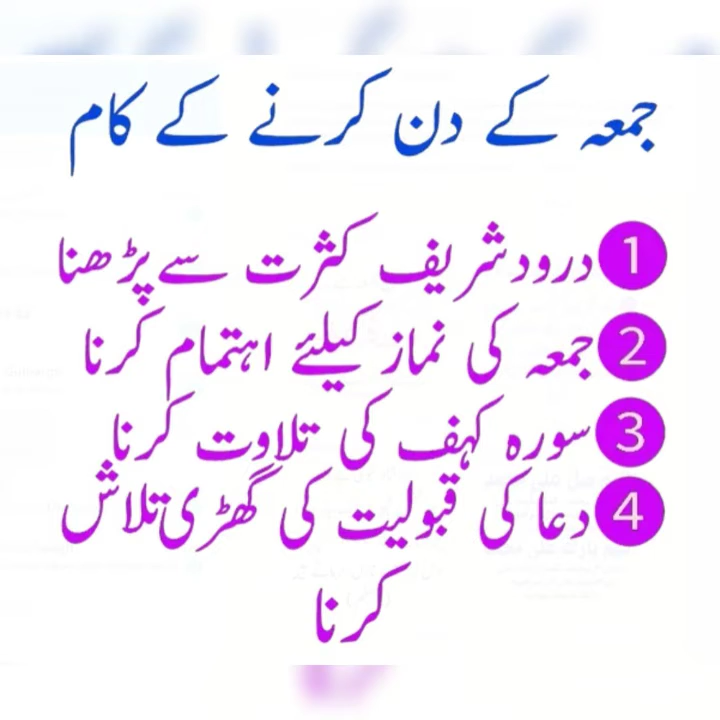 جمعہ کے دن کرنے کے کام
1 درود شریف کثرت سے پڑھنا
2 جمعہ کی نماز کیلئے اہتمام کرنا
3 سورہ کہف کی تلاوت کرنا
4 دعا کی قبولیت کی گھڑی تلاش
کرنا